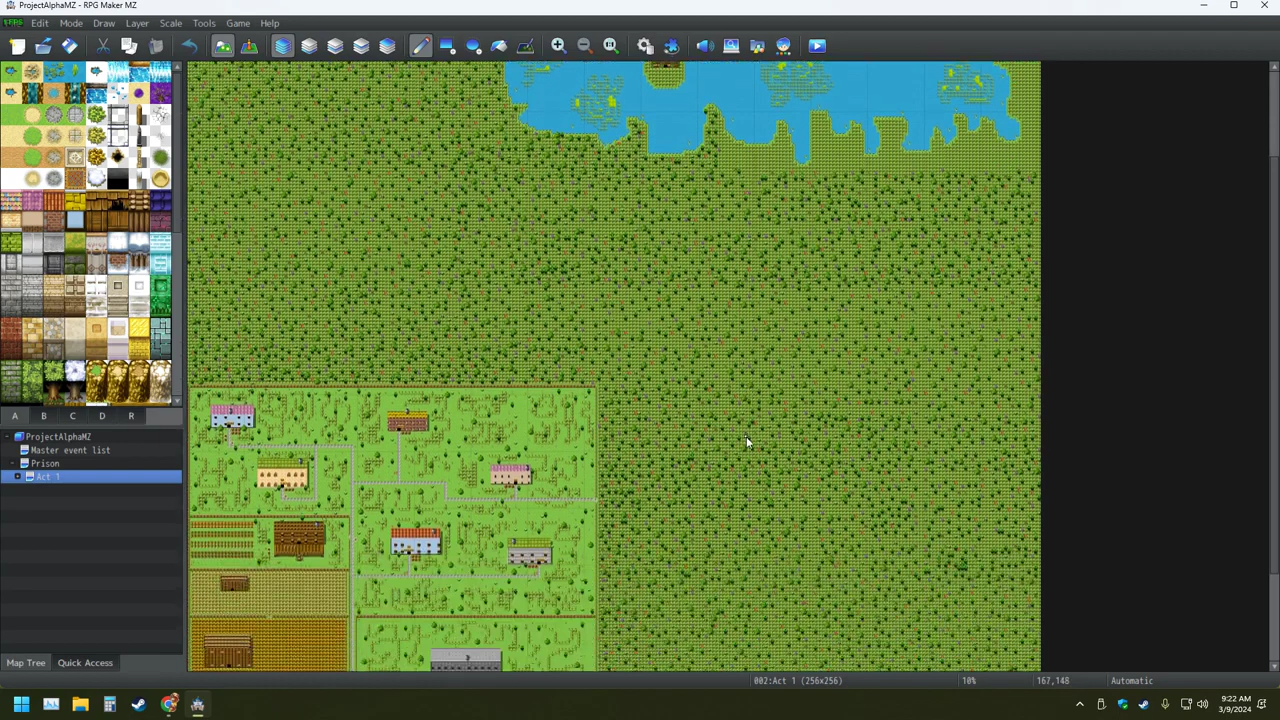 ProjectAlphaMZ - RPG Maker MZ
Edit Mode Draw Layer Scale Tools Game Help
A B C D R
ProjectAlphaMZ
Master event list
Prison
Act 1
Map Tree Quick Access
002:Act 1 (256x256) 10% 167,148 Automatic
9:22 AM
3/9/2024